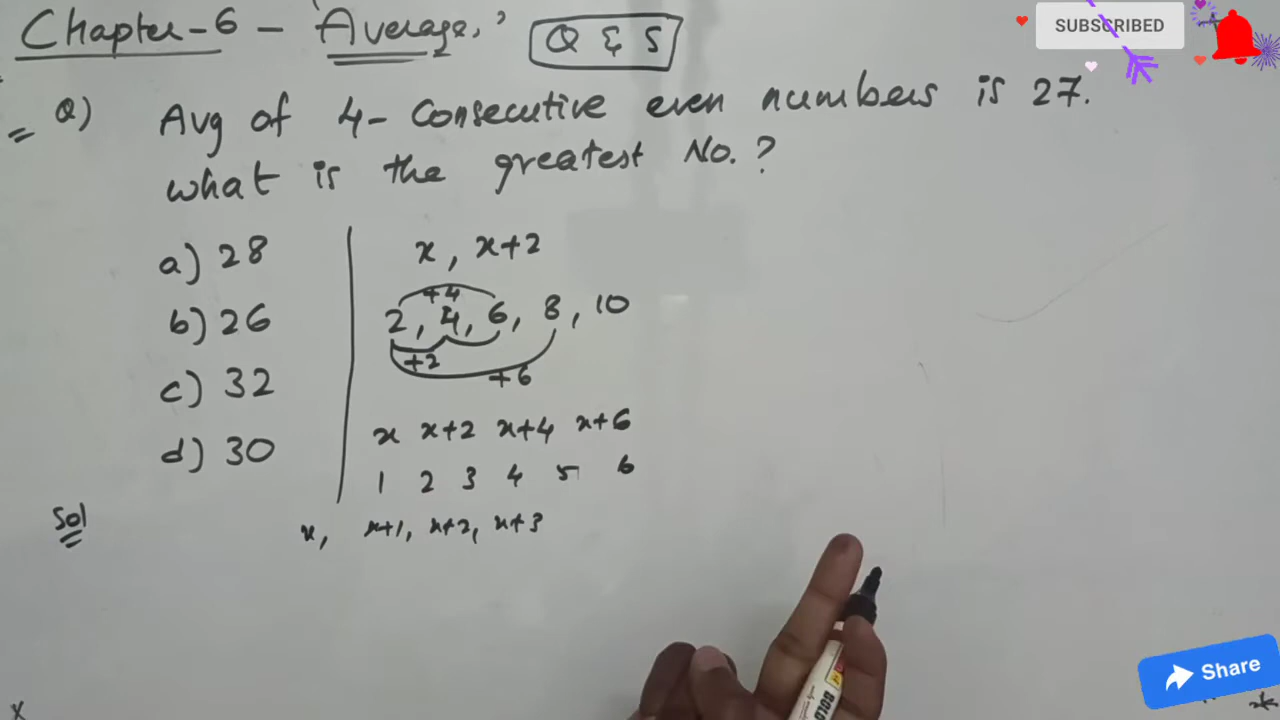 Chapter-6 - 'Average.' Q & S
SUBSCRIBED
Q) Avg of 4- Consecutive even numbers is 27.
what is the greatest No.?
a) 28
b) 26
c) 32
d) 30
x, x+2
+4
2, 4, 6, 8, 10
+2
+6
x x+2 x+4 x+6
1 2 3 4 5 6
Sol
x, x+1, x+2, x+3
BOLD
Share